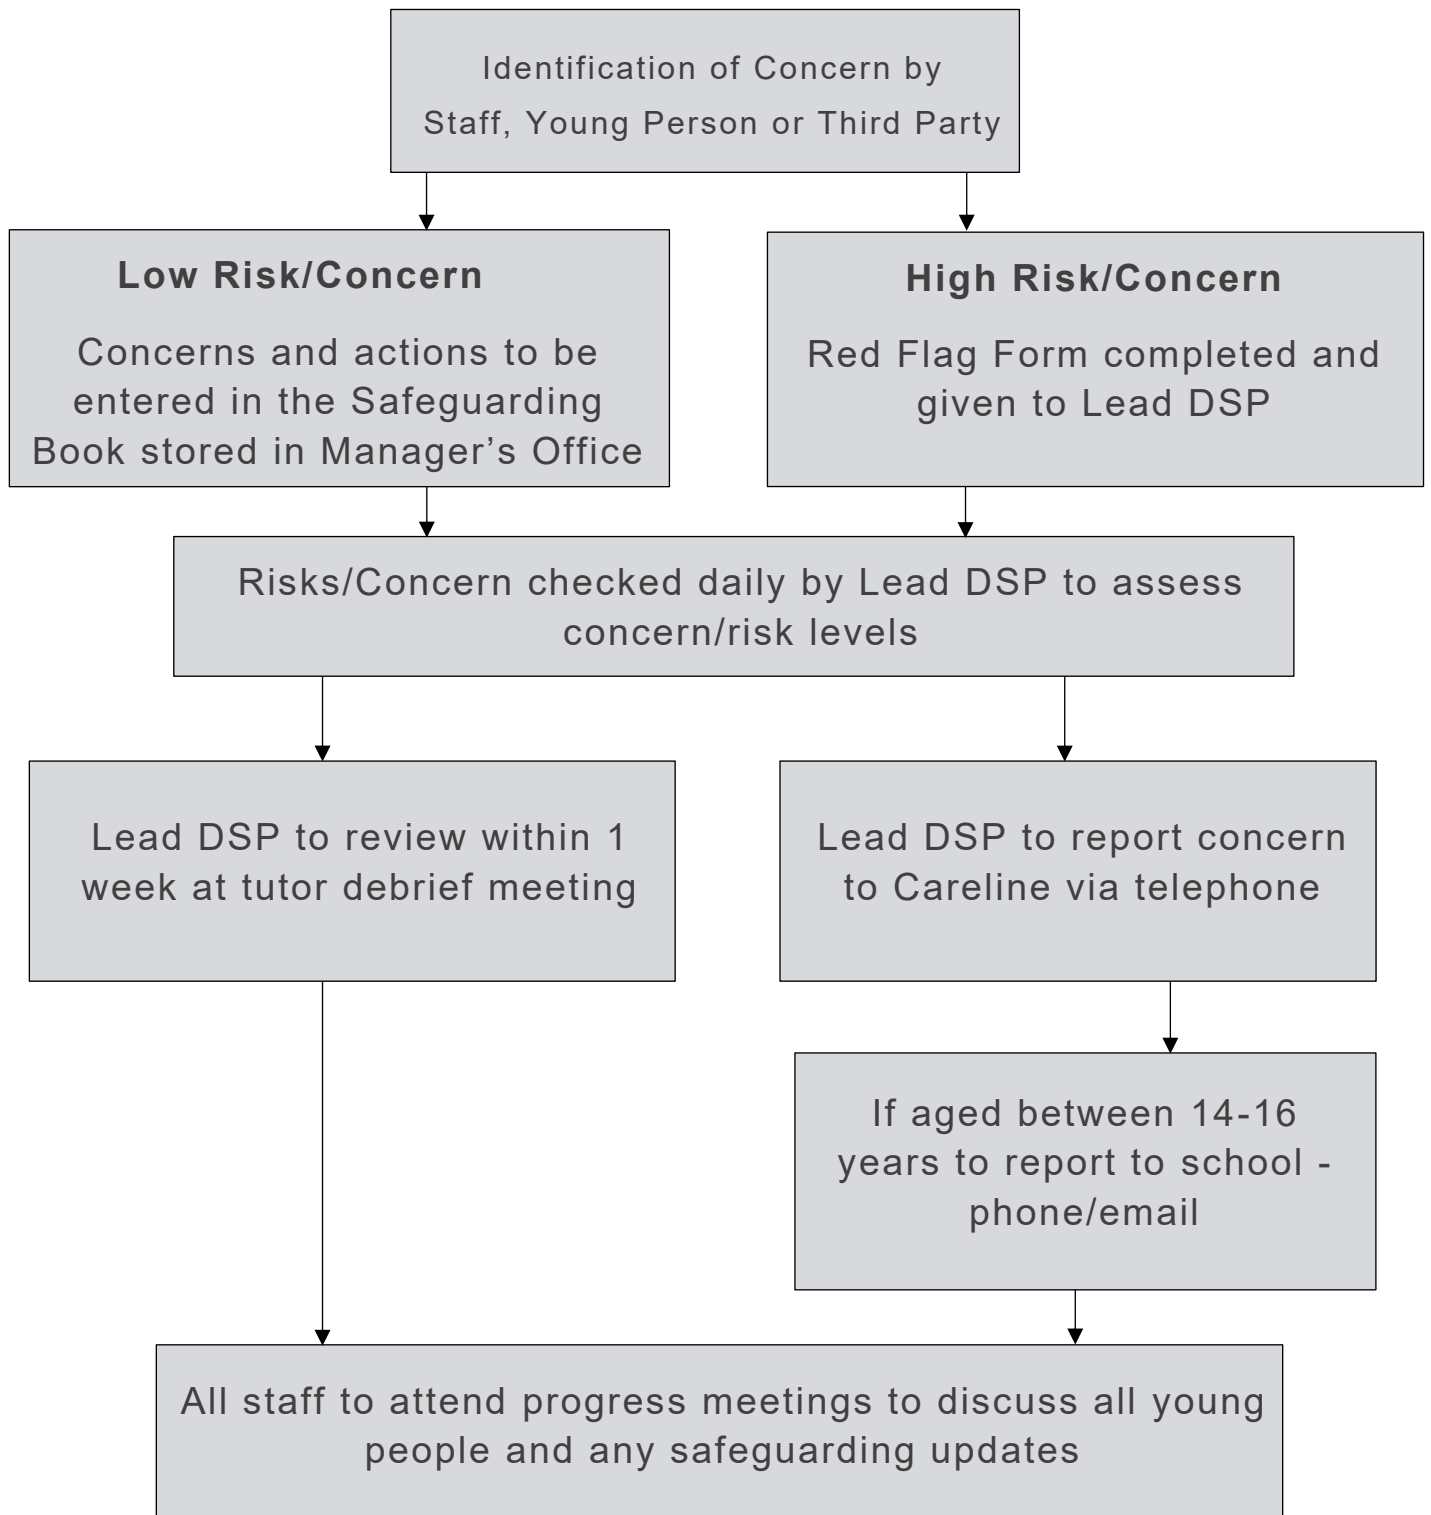 Identification of Concern by
Staff, Young Person or Third Party
Low Risk/Concern
Concerns and actions to be
entered in the Safeguarding
Book stored in Manager’s Office
High Risk/Concern
Red Flag Form completed and
given to Lead DSP
Risks/Concern checked daily by Lead DSP to assess
concern/risk levels
Lead DSP to review within 1
week at tutor debrief meeting
Lead DSP to report concern
to Careline via telephone
If aged between 14-16
years to report to school -
phone/email
All staff to attend progress meetings to discuss all young
people and any safeguarding updates